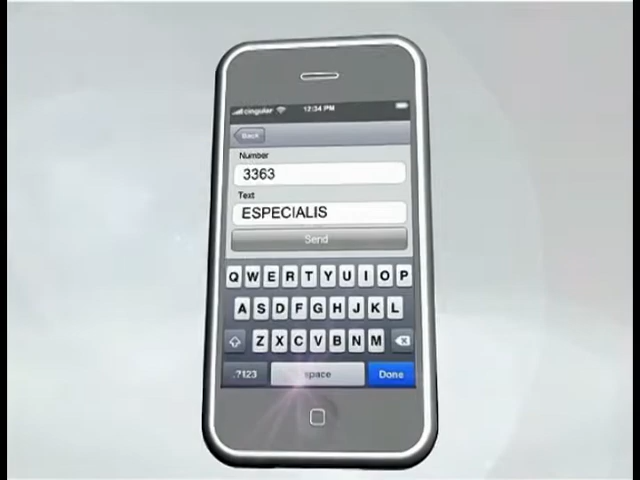 cingular 12:34 PM
Back
Number
3363
Text
ESPECIALIS
Send
Q W E R T Y U I O P
A S D F G H J K L
Z X C V B N M
.?123 space Done